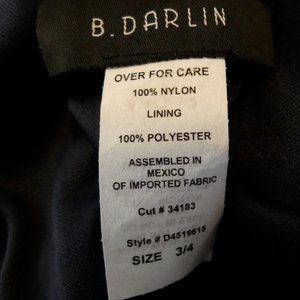 B. DARLIN
OVER FOR CARE
100% NYLON
LINING
100% POLYESTER
ASSEMBLED IN
MEXICO
OF IMPORTED FABRIC
Cut # 34183
Style # D4519615
SIZE 3/4